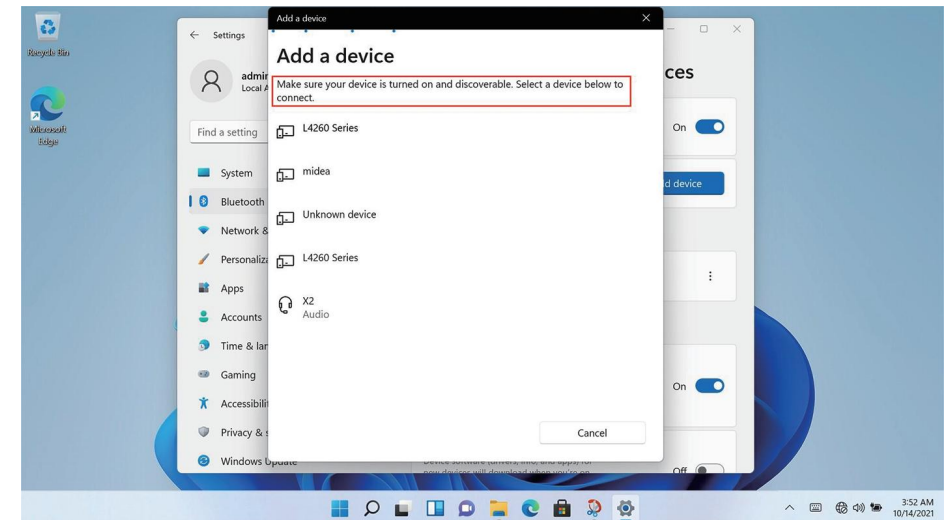 Recycle Bin
Microsoft
Edge
Settings
admin
Local A
Find a setting
System
Bluetooth
Network &
Personaliza
Apps
Accounts
Time & lan
Gaming
Accessibilit
Privacy & s
Windows Update
Add a device
Add a device
Make sure your device is turned on and discoverable. Select a device below to
connect.
L4260 Series
midea
Unknown device
L4260 Series
X2
Audio
Cancel
ces
On
d device
On
Off
3:52 AM
10/14/2021